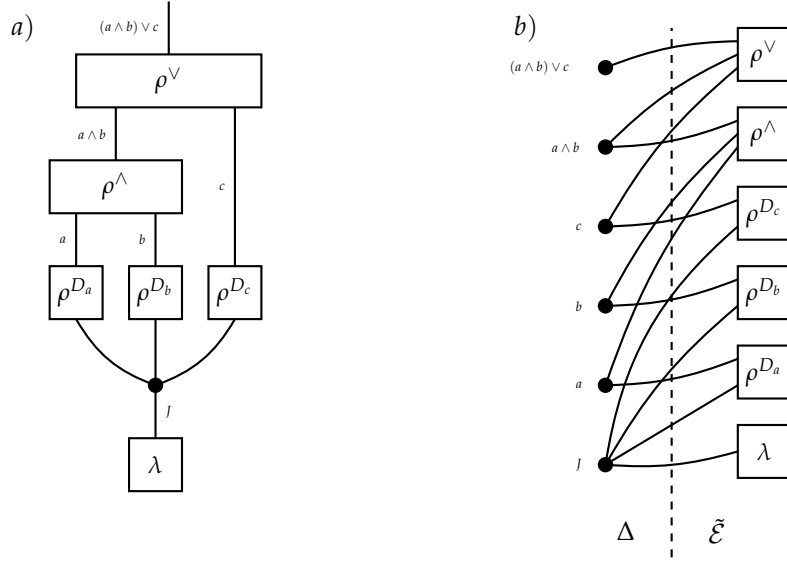 a)
(a ∧ b) ∨ c
ρ^∨
a ∧ b
c
ρ^∧
a
b
ρ^{D_a}
ρ^{D_b}
ρ^{D_c}
J
λ
b)
(a ∧ b) ∨ c
ρ^∨
a ∧ b
ρ^∧
c
ρ^{D_c}
b
ρ^{D_b}
a
ρ^{D_a}
J
λ
Δ
ℰ̃